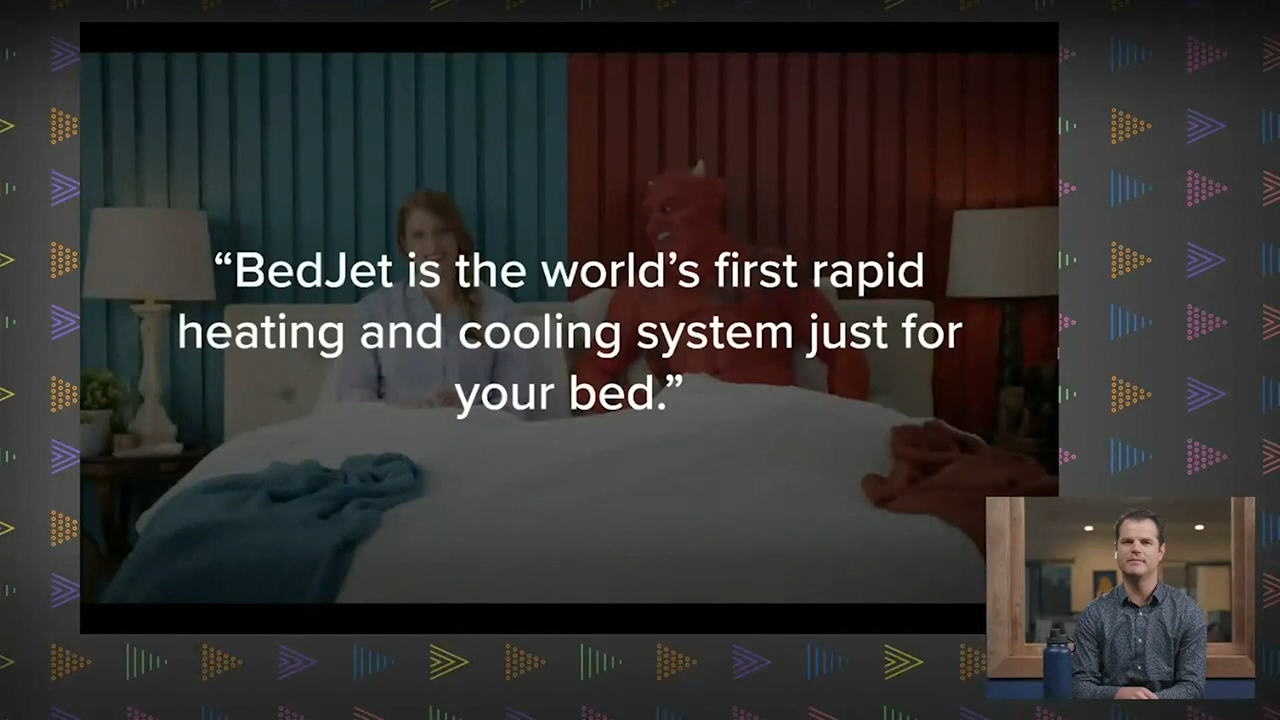 “BedJet is the world’s first rapid
heating and cooling system just for
your bed.”